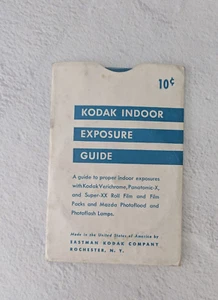 10¢
KODAK INDOOR
EXPOSURE
GUIDE
A guide to proper indoor exposures
with Kodak Verichrome, Panatomic-X,
and Super-XX Roll Film and Film
Packs and Mazda Photoflood and
Photoflash Lamps.
Made in the United States of America by
EASTMAN KODAK COMPANY
ROCHESTER, N. Y.